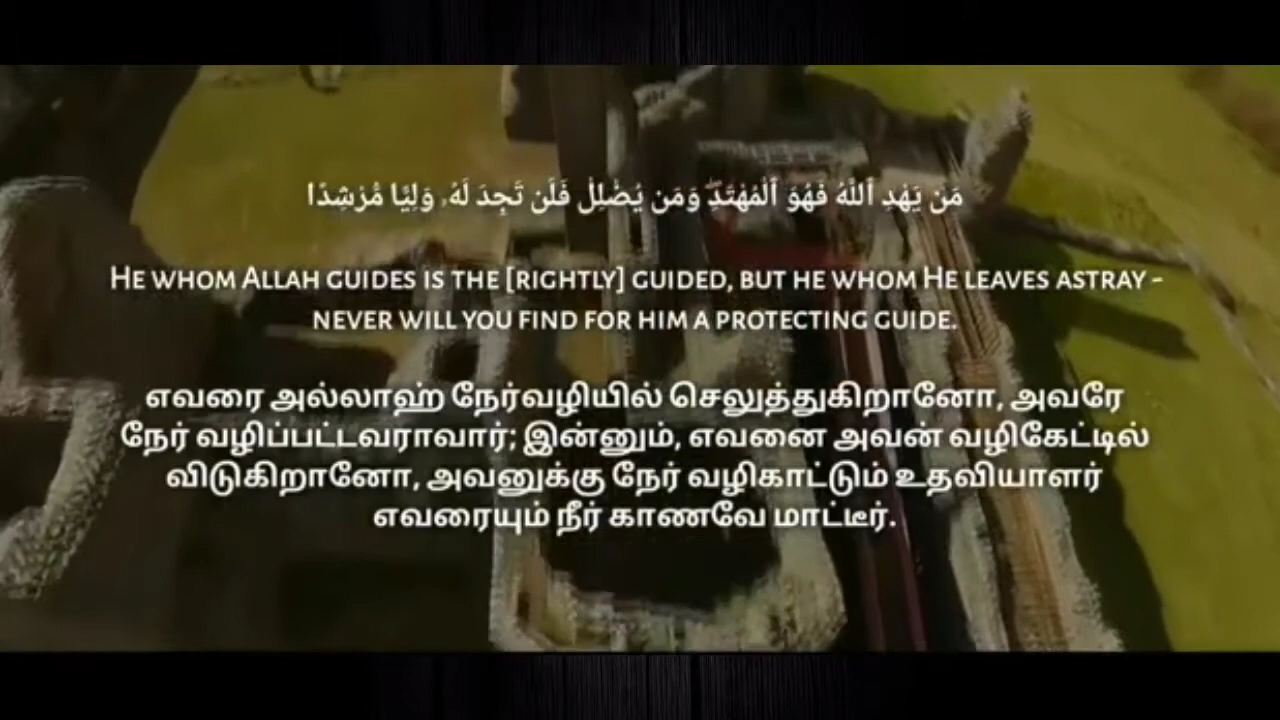 مَن يَهْدِ ٱللَّهُ فَهُوَ ٱلْمُهْتَدِۖ وَمَن يُضْلِلْ فَلَن تَجِدَ لَهُۥ وَلِيًّا مُّرْشِدًا
He whom Allah guides is the [rightly] guided, but he whom He leaves astray -
never will you find for him a protecting guide.
எவரை அல்லாஹ் நேர்வழியில் செலுத்துகிறானோ, அவரே
நேர் வழிப்பட்டவராவார்; இன்னும், எவனை அவன் வழிகேட்டில்
விடுகிறானோ, அவனுக்கு நேர் வழிகாட்டும் உதவியாளர்
எவரையும் நீர் காணவே மாட்டீர்.